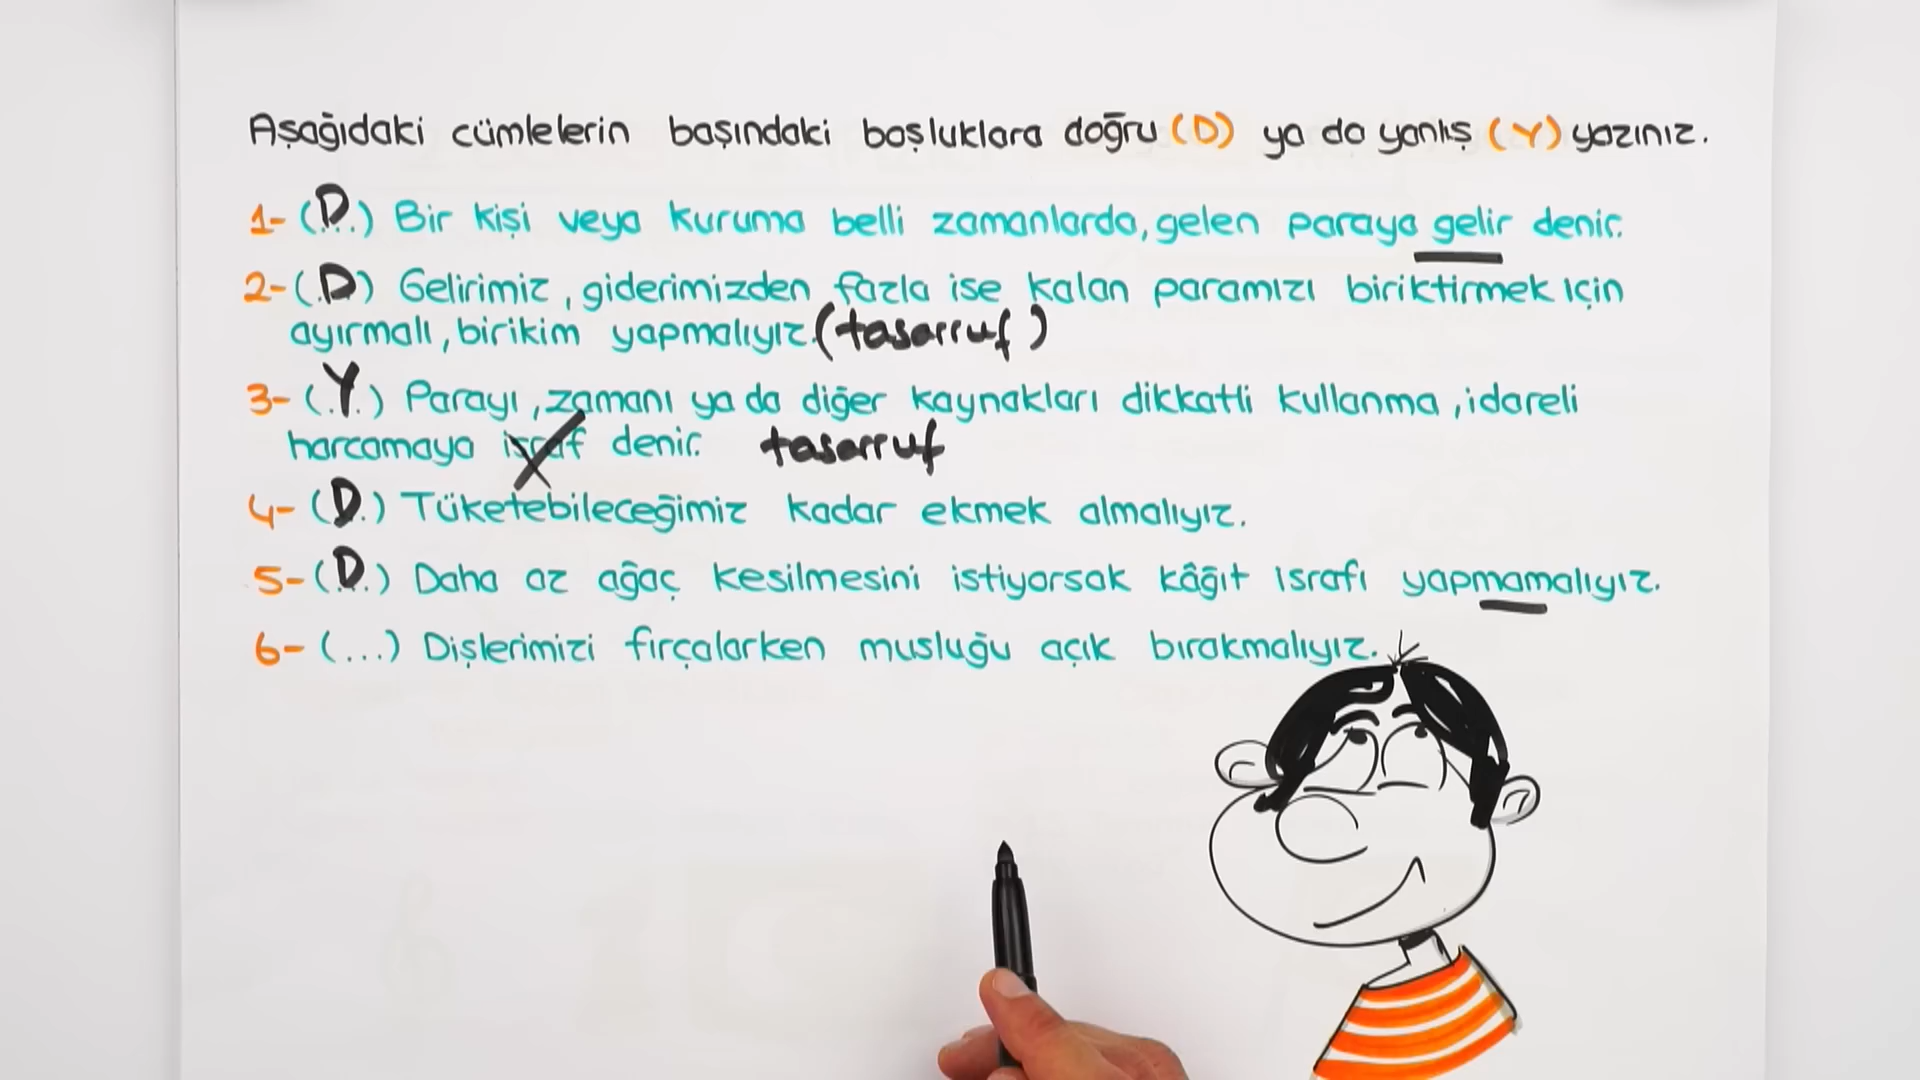 Aşağıdaki cümlelerin başındaki boşluklara doğru (D) ya da yanlış (Y) yazınız.
1- (D.) Bir kişi veya kuruma belli zamanlarda, gelen paraya gelir denir.
2- (.D) Gelirimiz, giderimizden fazla ise kalan paramızı biriktirmek için
ayırmalı, birikim yapmalıyız. (tasarruf)
3- (.Y.) Parayı, zamanı ya da diğer kaynakları dikkatli kullanma, idareli
harcamaya israf denir. tasarruf
4- (D.) Tüketebileceğimiz kadar ekmek almalıyız.
5- (D.) Daha az ağaç kesilmesini istiyorsak kâğıt israfı yapmamalıyız.
6- (...) Dişlerimizi fırçalarken musluğu açık bırakmalıyız.